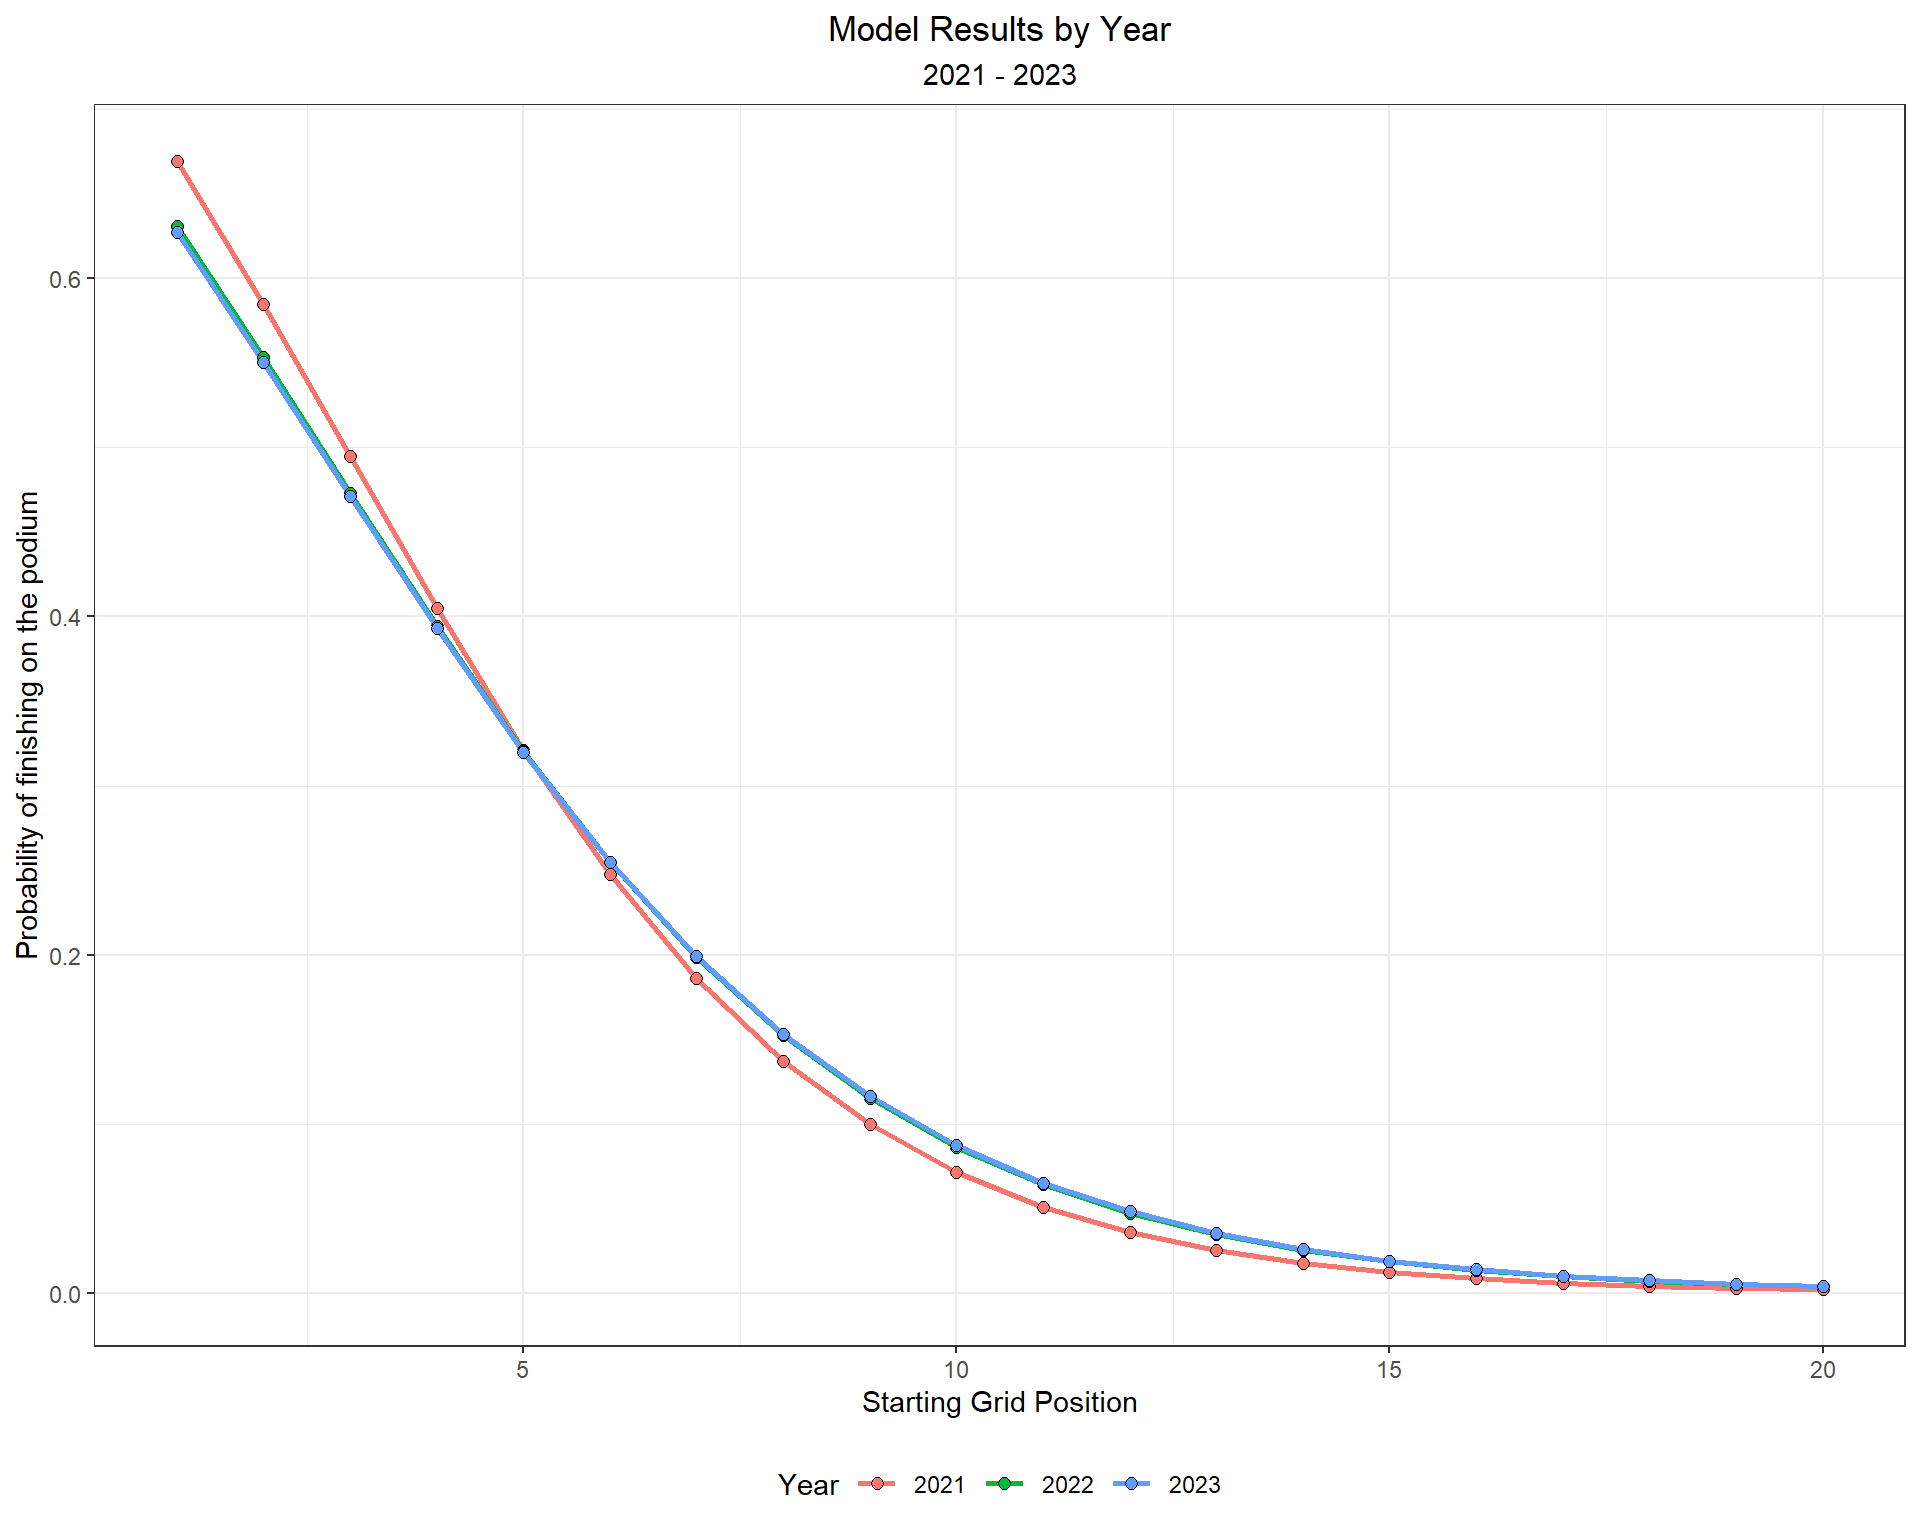 Model Results by Year
2021 - 2023
Probability of finishing on the podium
0.6
0.4
0.2
0.0
5 10 15 20
Starting Grid Position
Year 2021 2022 2023